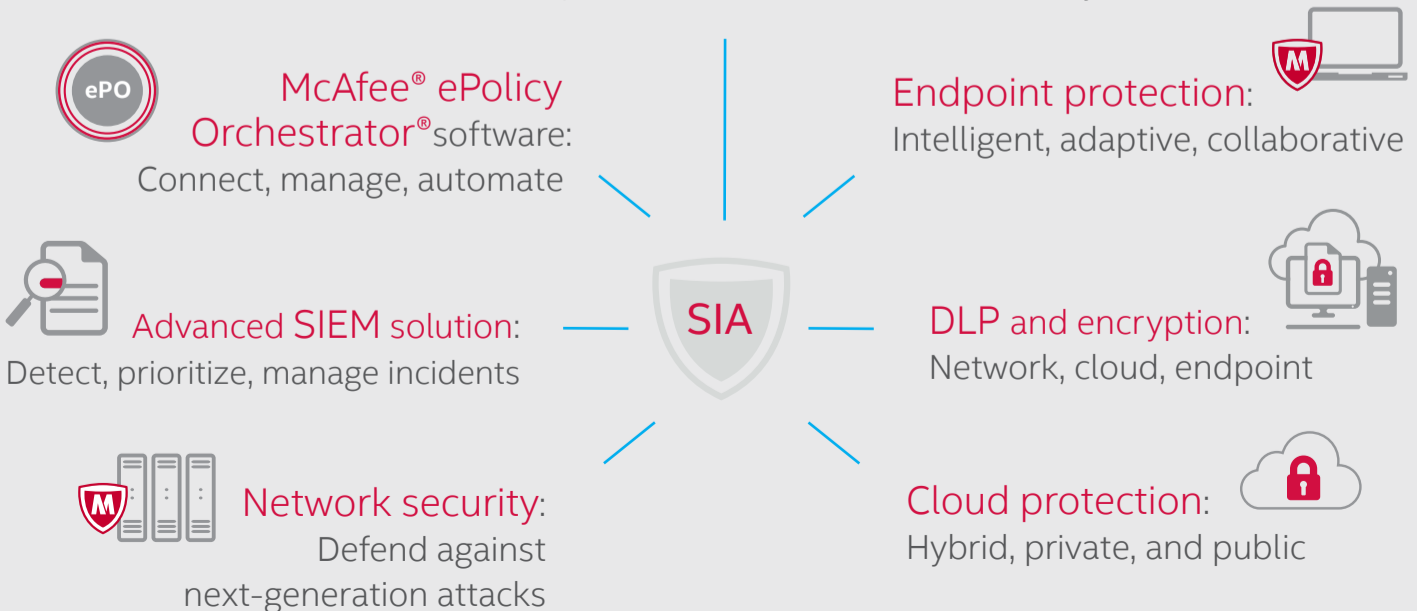 ePO
McAfee® ePolicy
Orchestrator®software:
Connect, manage, automate
Endpoint protection:
Intelligent, adaptive, collaborative
Advanced SIEM solution:
Detect, prioritize, manage incidents
SIA
DLP and encryption:
Network, cloud, endpoint
Network security:
Defend against
next-generation attacks
Cloud protection:
Hybrid, private, and public
M
M